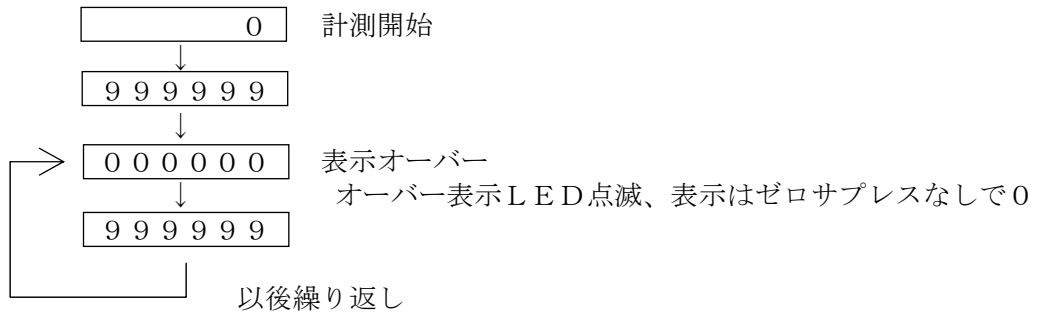 ０ 計測開始
↓
９９９９９９
↓
００００００ 表示オーバー
↓ オーバー表示ＬＥＤ点滅、表示はゼロサプレスなしで０
９９９９９９
以後繰り返し